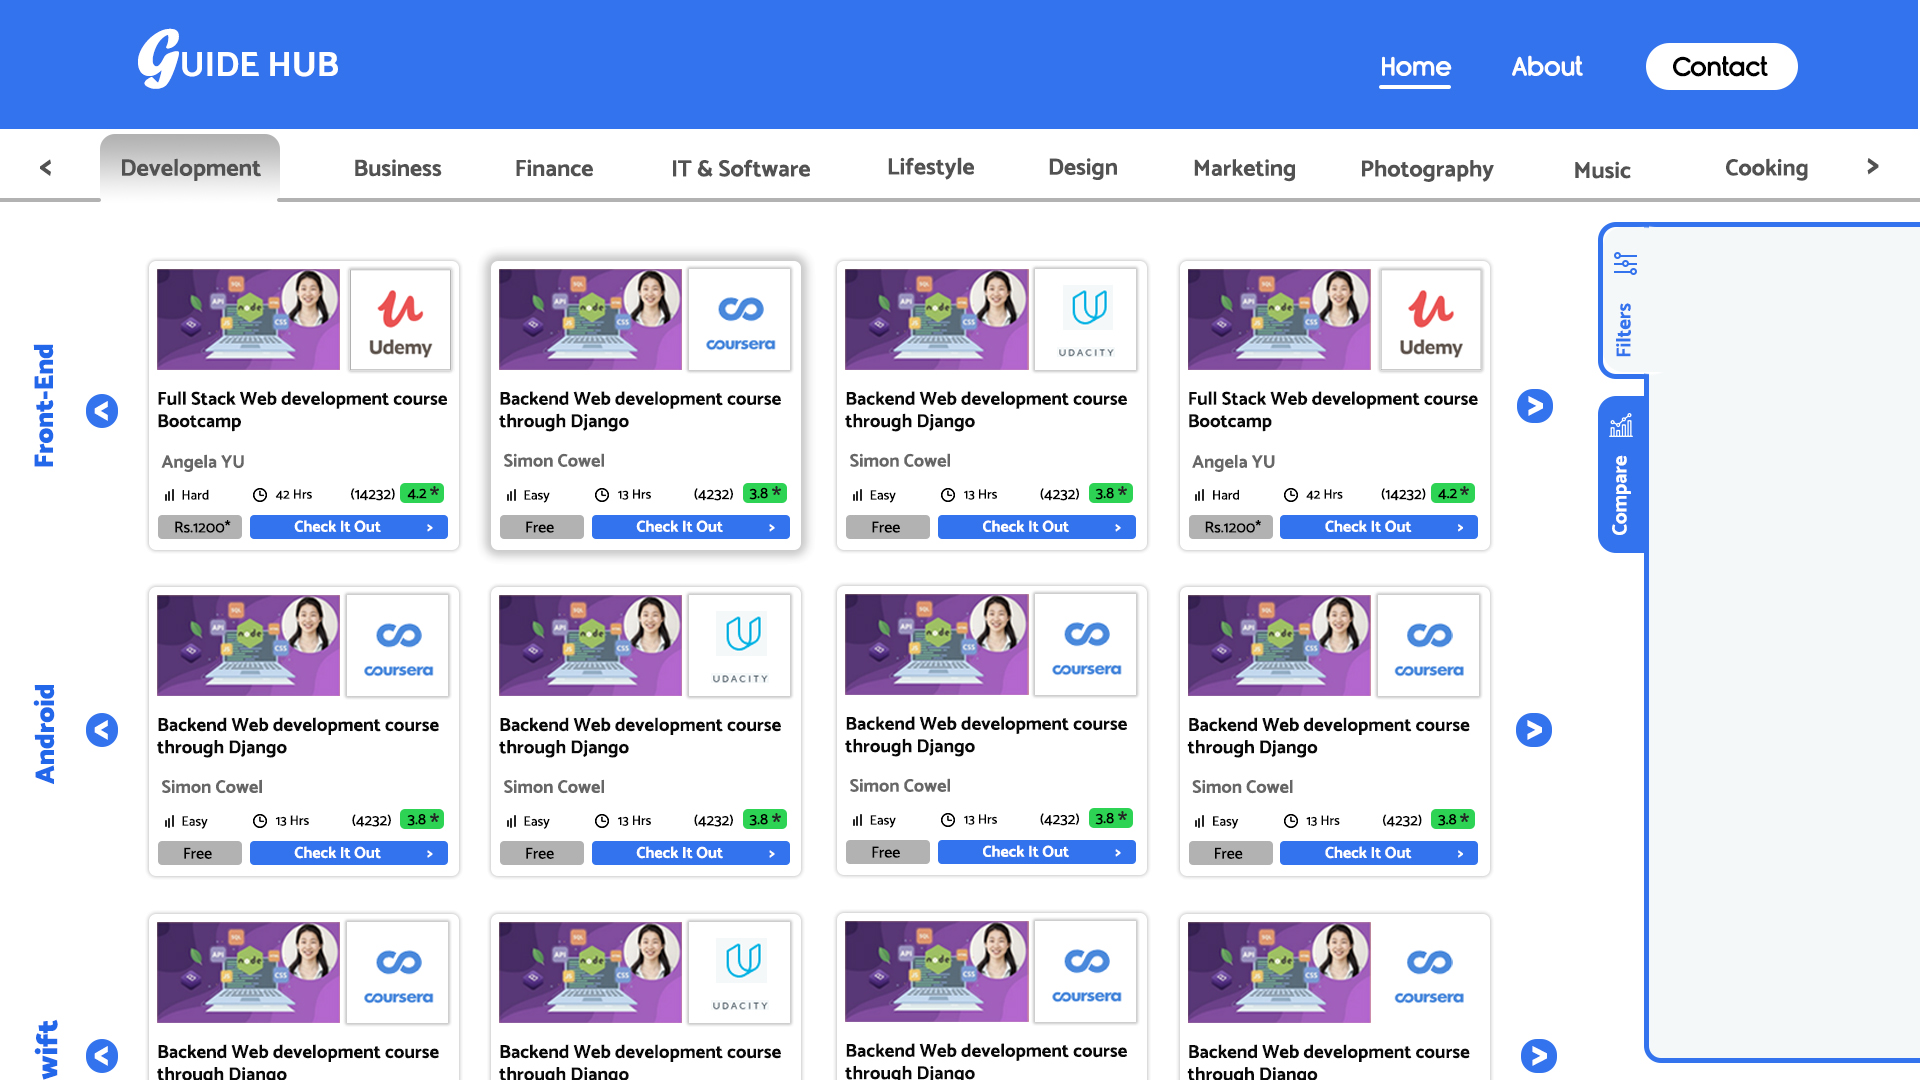 GUIDE HUB
Home
About
Contact
<
Development
Business
Finance
IT & Software
Lifestyle
Design
Marketing
Photography
Music
Cooking
>
Front-End
<
Udemy
Full Stack Web development course
Bootcamp
Angela YU
Hard
42 Hrs
(14232)
4.2 *
Rs.1200*
Check It Out >
coursera
Backend Web development course
through Django
Simon Cowel
Easy
13 Hrs
(4232)
3.8 *
Free
Check It Out >
UDACITY
Backend Web development course
through Django
Simon Cowel
Easy
13 Hrs
(4232)
3.8 *
Free
Check It Out >
Udemy
Full Stack Web development course
Bootcamp
Angela YU
Hard
42 Hrs
(14232)
4.2 *
Rs.1200*
Check It Out >
>
Filters
Compare
Android
<
coursera
Backend Web development course
through Django
Simon Cowel
Easy
13 Hrs
(4232)
3.8 *
Free
Check It Out >
UDACITY
Backend Web development course
through Django
Simon Cowel
Easy
13 Hrs
(4232)
3.8 *
Free
Check It Out >
coursera
Backend Web development course
through Django
Simon Cowel
Easy
13 Hrs
(4232)
3.8 *
Free
Check It Out >
coursera
Backend Web development course
through Django
Simon Cowel
Easy
13 Hrs
(4232)
3.8 *
Free
Check It Out >
>
wift
<
coursera
Backend Web development course
through Django
UDACITY
Backend Web development course
through Django
coursera
Backend Web development course
through Django
coursera
Backend Web development course
through Django
>